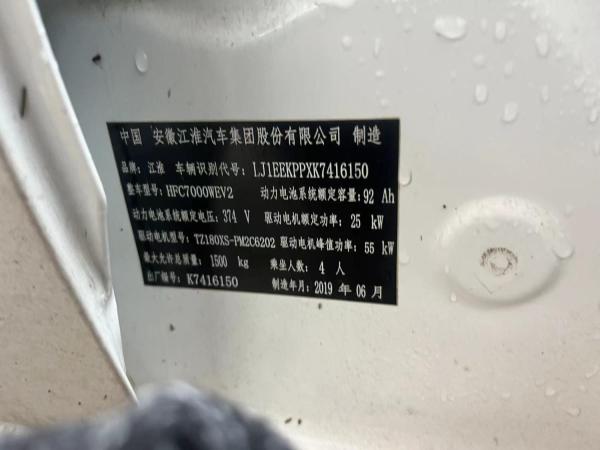 中国 安徽江淮汽车集团股份有限公司 制造
品牌：江淮 车辆识别代号：LJ1EEKPPXK7416150
整车型号：HFC7000WEV2 动力电池系统额定容量：92 Ah
动力电池系统额定电压：374 V 驱动电机额定功率：25 kW
驱动电机型号：TZ180XS-PM2C6202 驱动电机峰值功率：55 kW
最大允许总质量：1500 kg 乘坐人数：4 人
出厂编号：K7416150 制造年月：2019 年 06 月